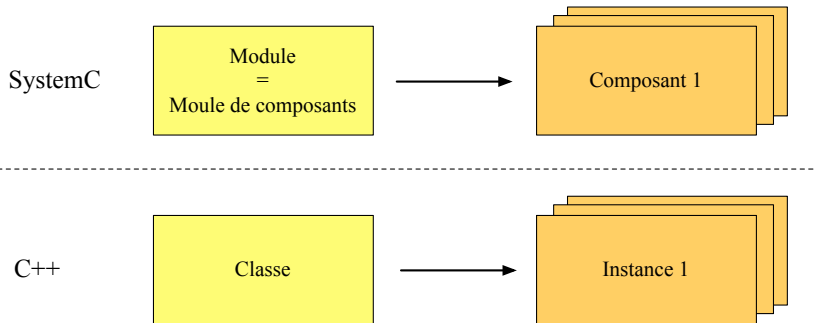 SystemC
Module
=
Moule de composants
Composant 1
C++
Classe
Instance 1